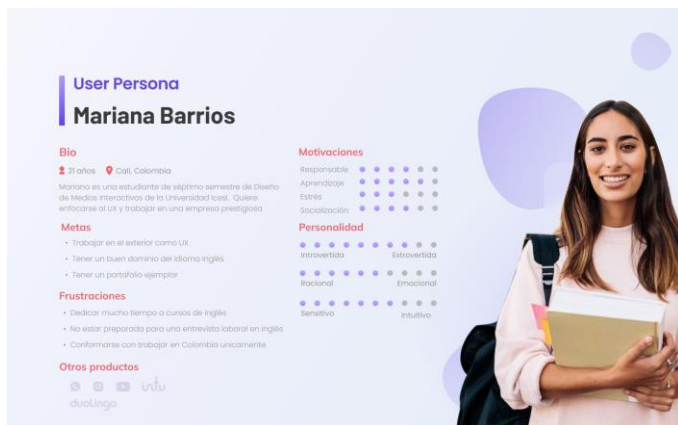 User Persona
Mariana Barrios
Bio
21 años Cali, Colombia
Mariana es una estudiante de séptimo semestre de Diseño
de Medios Interactivos de la Universidad Icesi. Quiere
enfocarse al UX y trabajar en una empresa prestigiosa
Metas
• Trabajar en el exterior como UX
• Tener un buen dominio del idioma inglés
• Tener un portafolio ejemplar
Frustraciones
• Dedicar mucho tiempo a cursos de inglés
• No estar preparada para una entrevista laboral en inglés
• Conformarse con trabajar en Colombia unicamente
Otros productos
intu
duolingo
Motivaciones
Responsable
Aprendizaje
Estrés
Socialización
Personalidad
Introvertida Extrovertida
Racional Emocional
Sensitivo Intuitivo